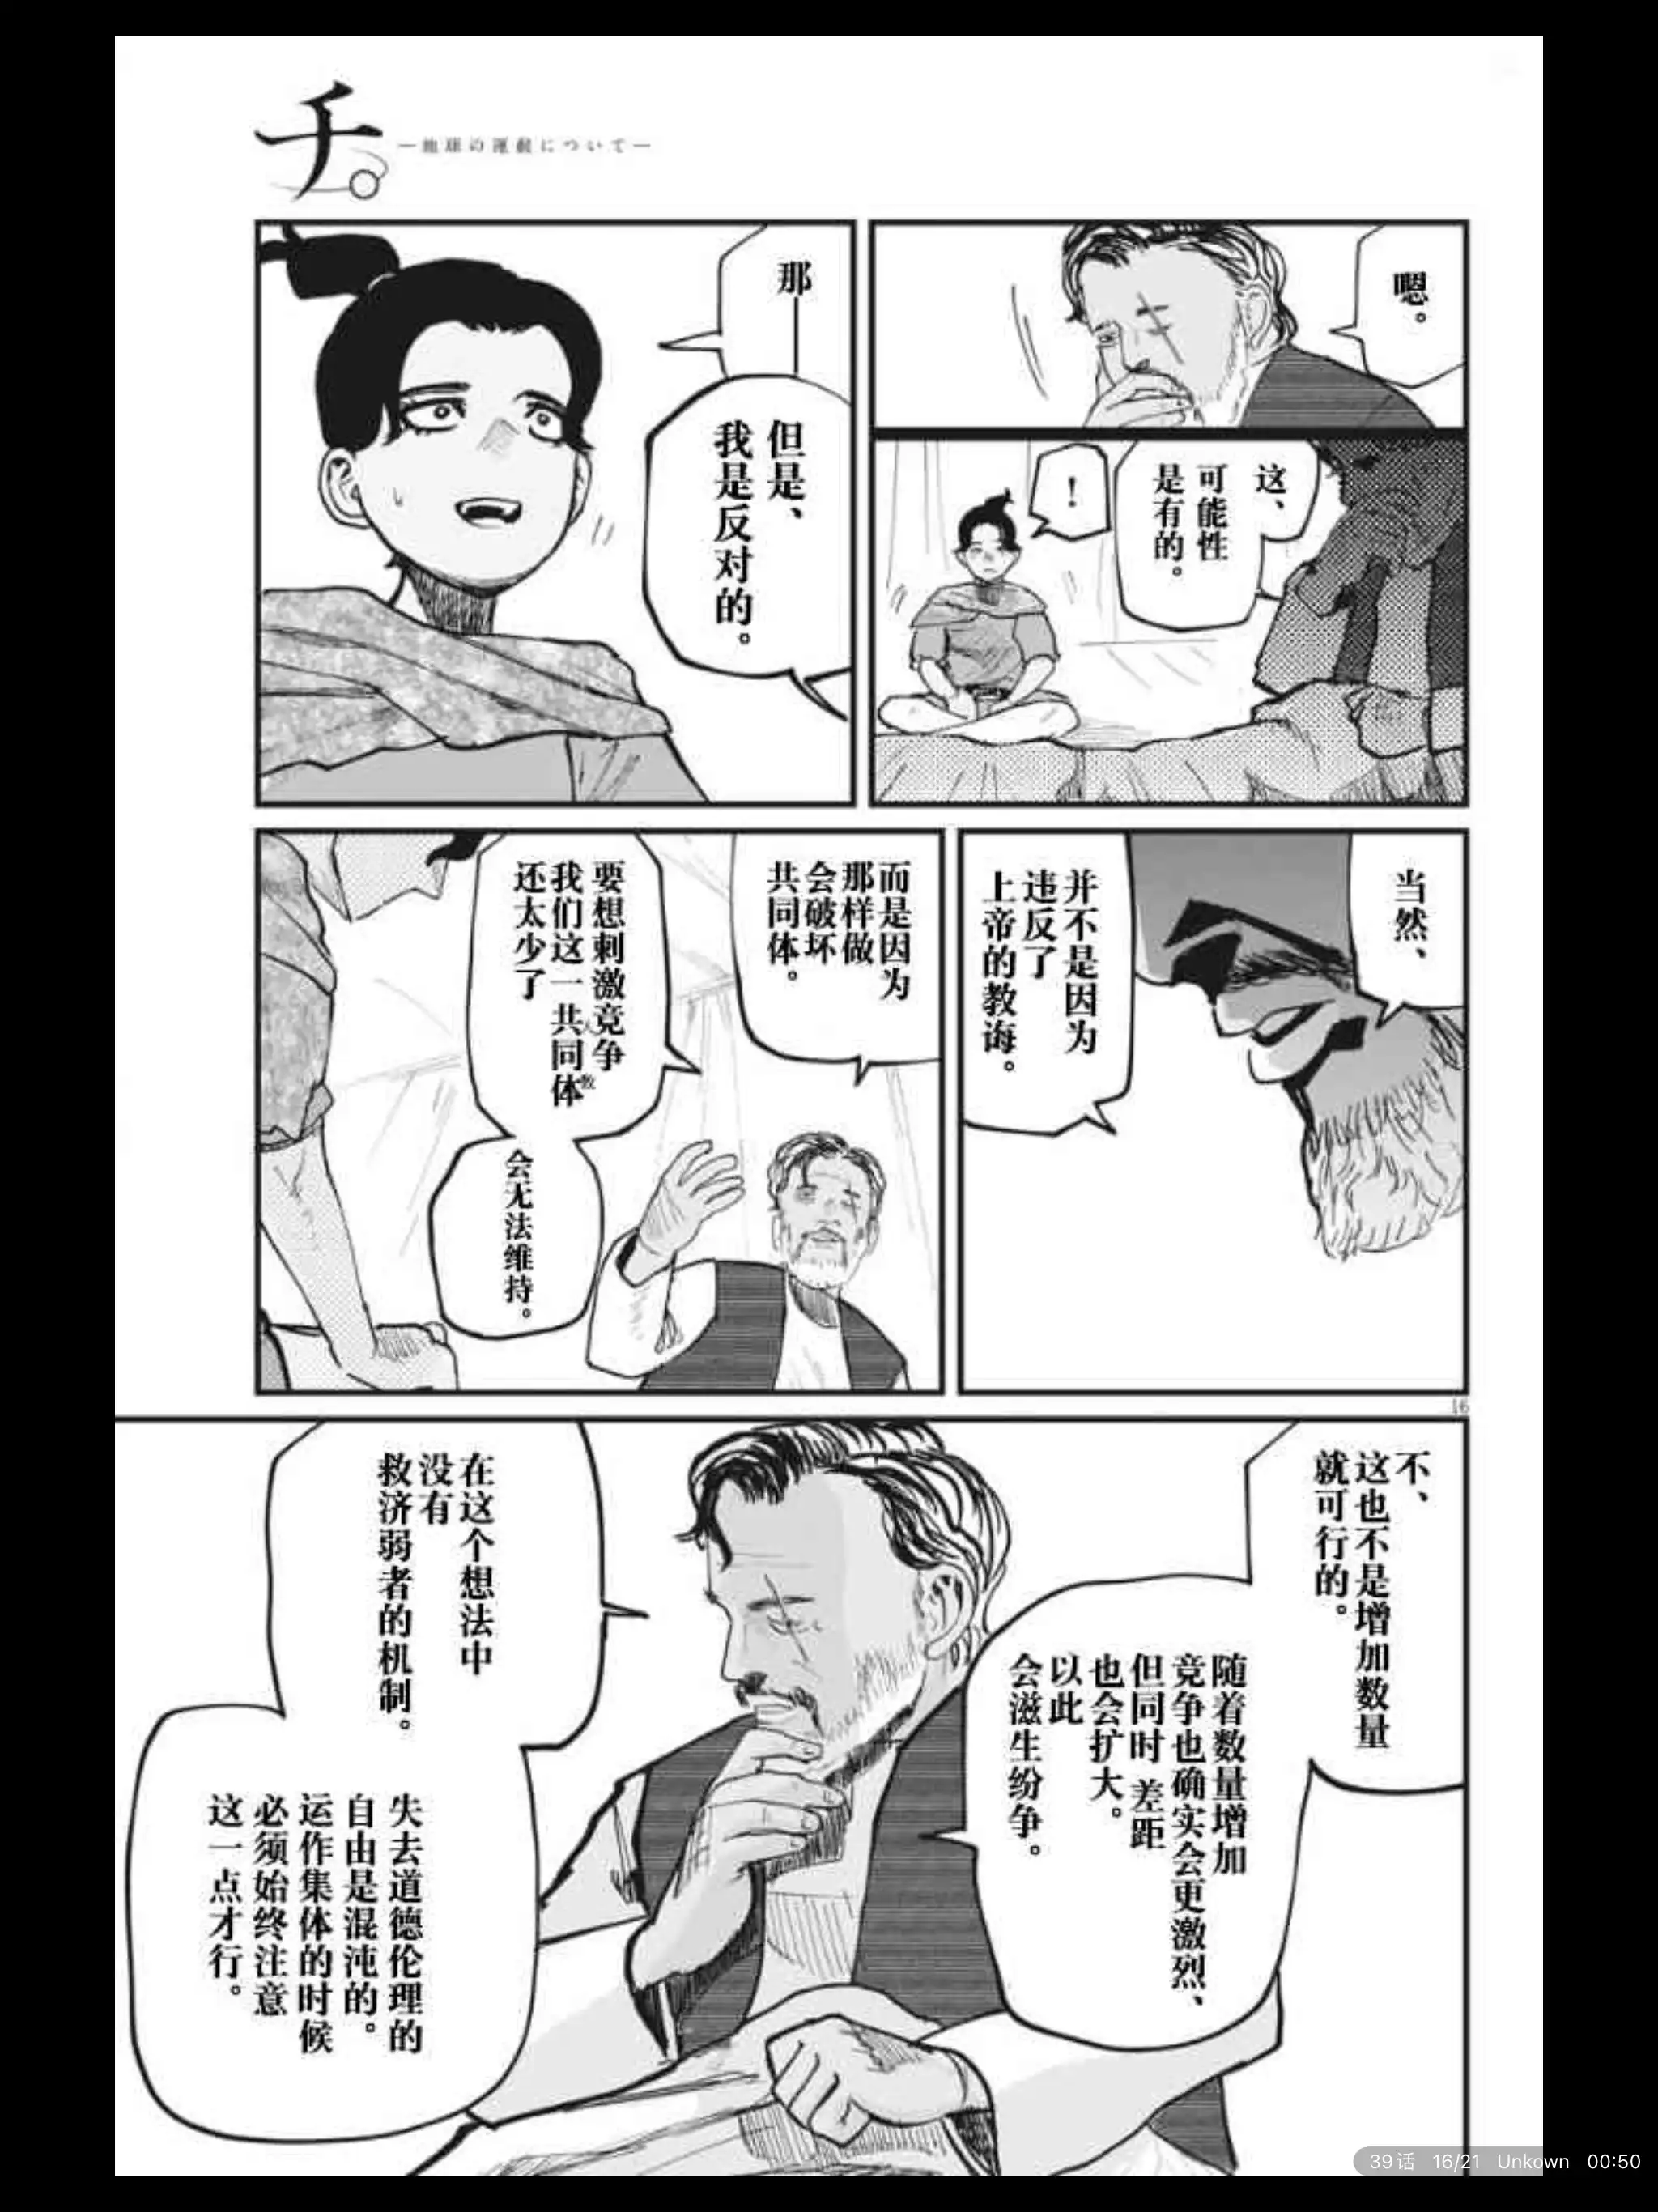 チ。
―地球の運動について―
嗯。
这、
可能性
是有的。
！
那——
但是、
我是反对的。
当然、
并不是因为
违反了
上帝的教诲。
而是因为
那样做
会破坏
共同体。
要想刺激竞争
我们这一共同体
还太少了
人数
会无法维持。
16
不、
这也不是增加数量
就可行的。
随着数量增加
竞争也确实会更激烈、
但同时 差距
也会扩大。
以此
会滋生纷争。
在这个想法中
没有
救济弱者的机制。
失去道德伦理的
自由是混沌的。
运作集体的时候
必须始终注意
这一点才行。
39话 16/21 Unkown 00:50